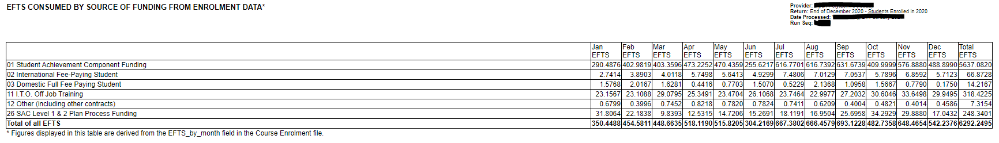 EFTS CONSUMED BY SOURCE OF FUNDING FROM ENROLMENT DATA*
Provider:
Return: End of December 2020 - Students Enrolled in 2020
Date Processed:
Run Seq:
Jan EFTS Feb EFTS Mar EFTS Apr EFTS May EFTS Jun EFTS Jul EFTS Aug EFTS Sep EFTS Oct EFTS Nov EFTS Dec EFTS Total EFTS
01 Student Achievement Component Funding 290.4876 402.9819 403.3596 473.2252 470.4359 255.6217 616.7701 616.7392 631.6739 409.9999 576.8880 488.8990 5637.0820
02 International Fee-Paying Student 2.7414 3.8903 4.0118 5.7498 5.6413 4.9299 7.4806 7.0129 7.0537 5.7896 6.8592 5.7123 66.8728
03 Domestic Full Fee Paying Student 1.5768 2.0167 1.6281 0.4416 0.7703 1.5070 0.5229 2.1368 1.0958 1.5667 0.7790 0.1750 14.2167
11 I.T.O. Off Job Training 23.1567 23.1088 29.0795 25.3491 23.4704 26.1068 23.7464 22.9977 27.2032 30.6046 33.6498 29.9495 318.4225
12 Other (including other contracts) 0.6799 0.3996 0.7452 0.8218 0.7820 0.7824 0.7411 0.6209 0.4004 0.4821 0.4014 0.4586 7.3154
26 SAC Level 1 & 2 Plan Process Funding 31.8064 22.1838 9.8393 12.5315 14.7206 15.2691 18.1191 16.9504 25.6958 34.2929 29.8880 17.0432 248.3401
Total of all EFTS 350.4488 454.5811 448.6635 518.1190 515.8205 304.2169 667.3802 666.4579 693.1228 482.7358 648.4654 542.2376 6292.2495
* Figures displayed in this table are derived from the EFTS_by_month field in the Course Enrolment file.